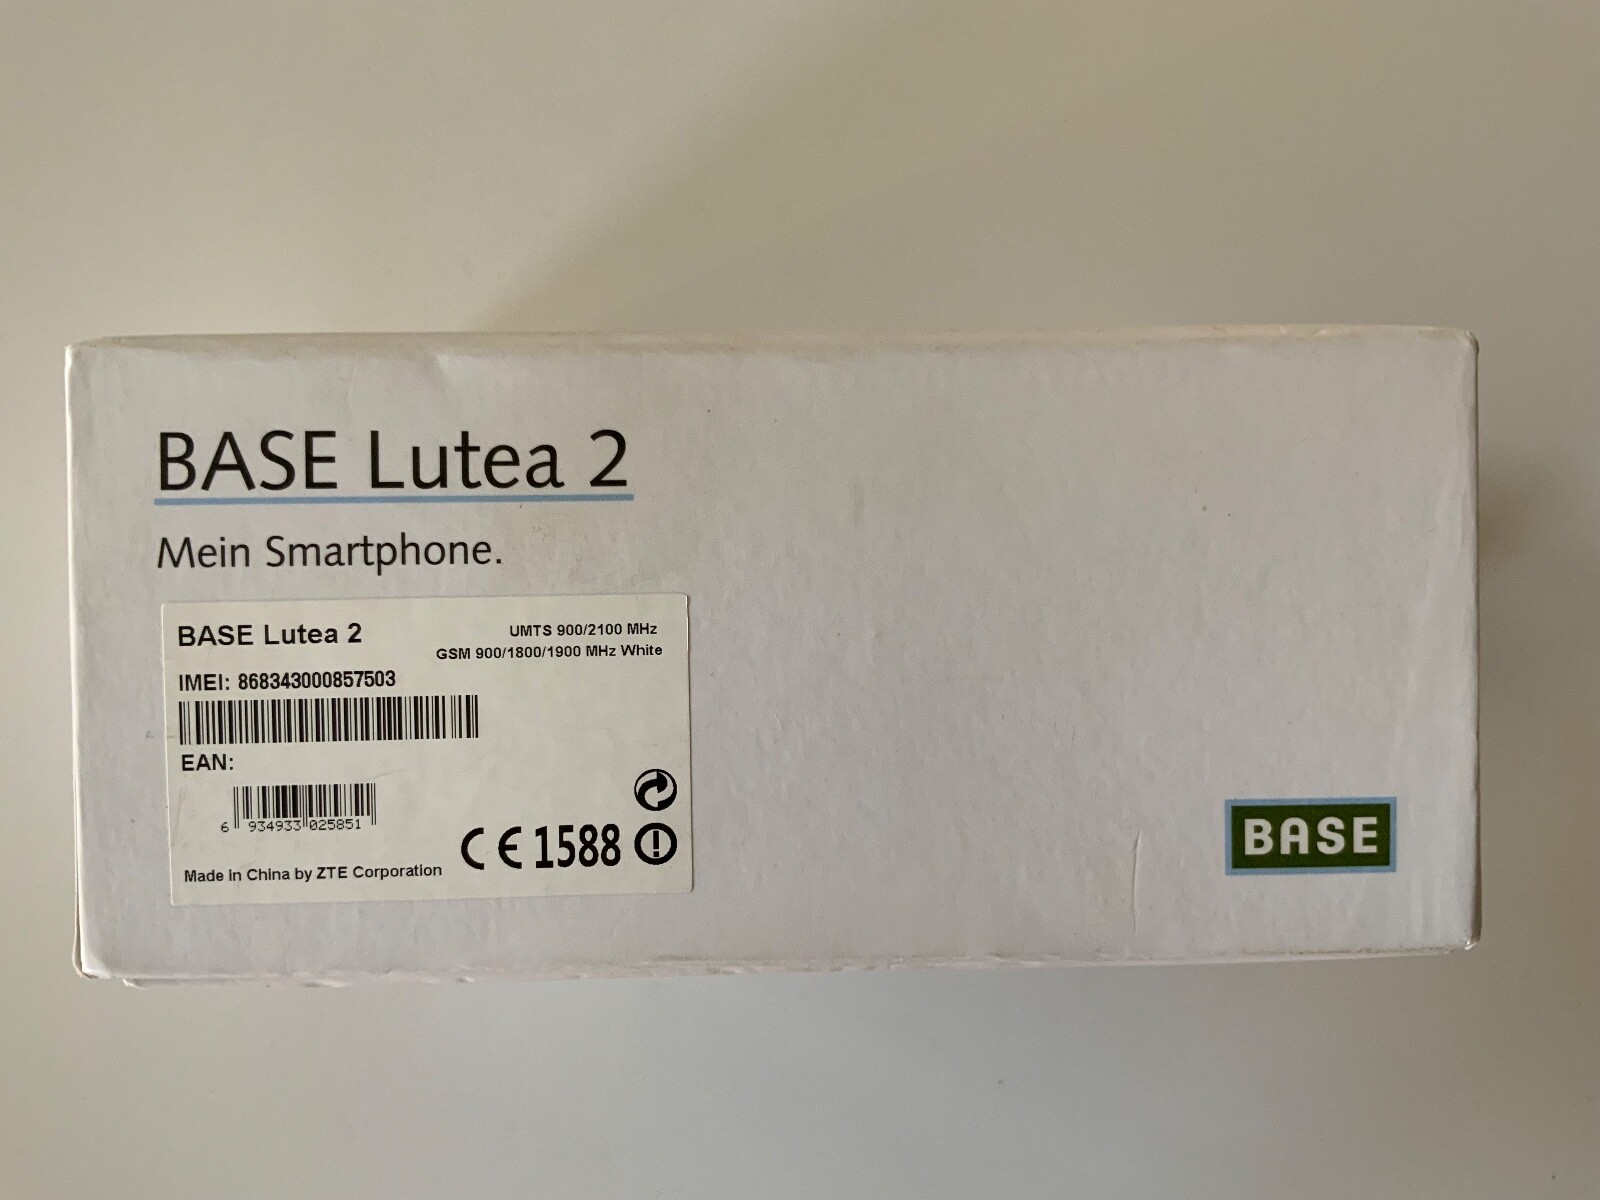 BASE Lutea 2
Mein Smartphone.
BASE Lutea 2
UMTS 900/2100 MHz
GSM 900/1800/1900 MHz White
IMEI: 868343000857503
EAN:
6 934933 025851
CE 1588
Made in China by ZTE Corporation
BASE